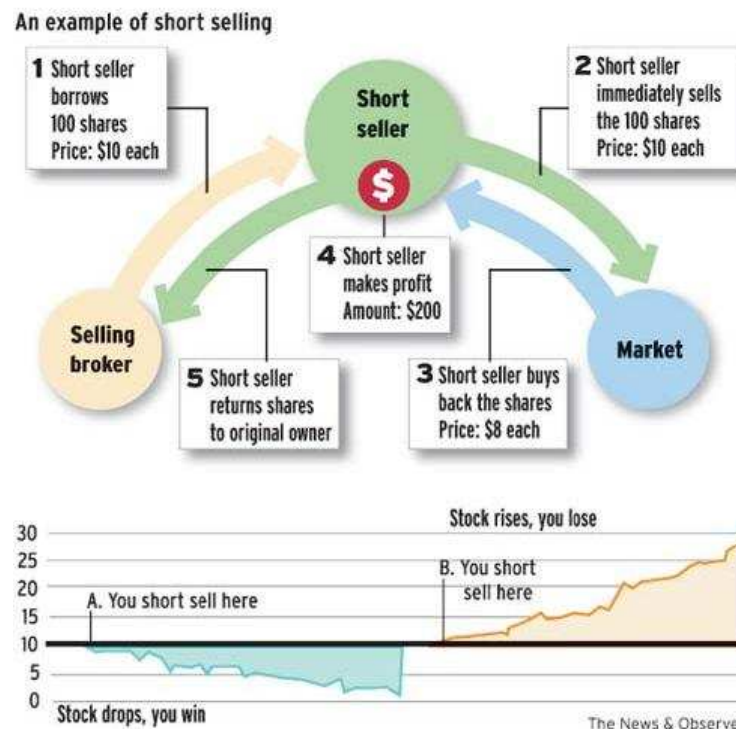 An example of short selling
1 Short seller
borrows
100 shares
Price: $10 each
Short
seller
$
2 Short seller
immediately sells
the 100 shares
Price: $10 each
4 Short seller
makes profit
Amount: $200
Selling
broker
Market
5 Short seller
returns shares
to original owner
3 Short seller buys
back the shares
Price: $8 each
Stock rises, you lose
30
25
20
15
10
5
0
A. You short sell here
B. You short
sell here
Stock drops, you win
The News & Observe